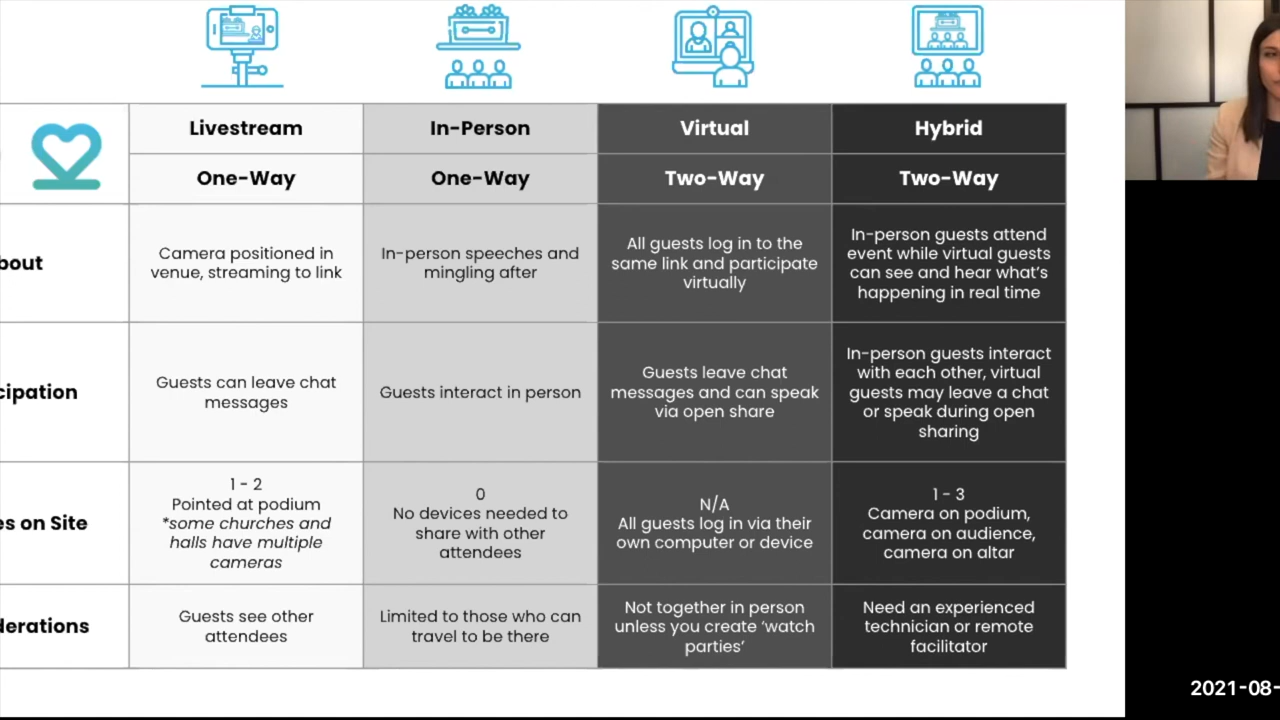 Livestream
In-Person
Virtual
Hybrid
One-Way
One-Way
Two-Way
Two-Way
bout
Camera positioned in
venue, streaming to link
In-person speeches and
mingling after
All guests log in to the
same link and participate
virtually
In-person guests attend
event while virtual guests
can see and hear what's
happening in real time
cipation
Guests can leave chat
messages
Guests interact in person
Guests leave chat
messages and can speak
via open share
In-person guests interact
with each other, virtual
guests may leave a chat
or speak during open
sharing
es on Site
1 - 2
Pointed at podium
*some churches and
halls have multiple
cameras
0
No devices needed to
share with other
attendees
N/A
All guests log in via their
own computer or device
1 - 3
Camera on podium,
camera on audience,
camera on altar
derations
Guests see other
attendees
Limited to those who can
travel to be there
Not together in person
unless you create 'watch
parties'
Need an experienced
technician or remote
facilitator
2021-08-